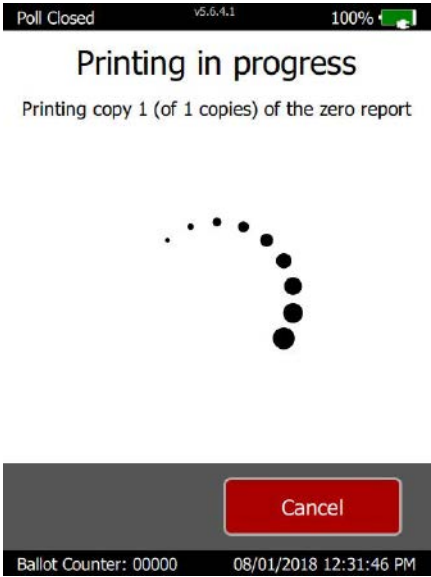 Poll Closed v5.6.4.1 100%
Printing in progress
Printing copy 1 (of 1 copies) of the zero report
Cancel
Ballot Counter: 00000 08/01/2018 12:31:46 PM